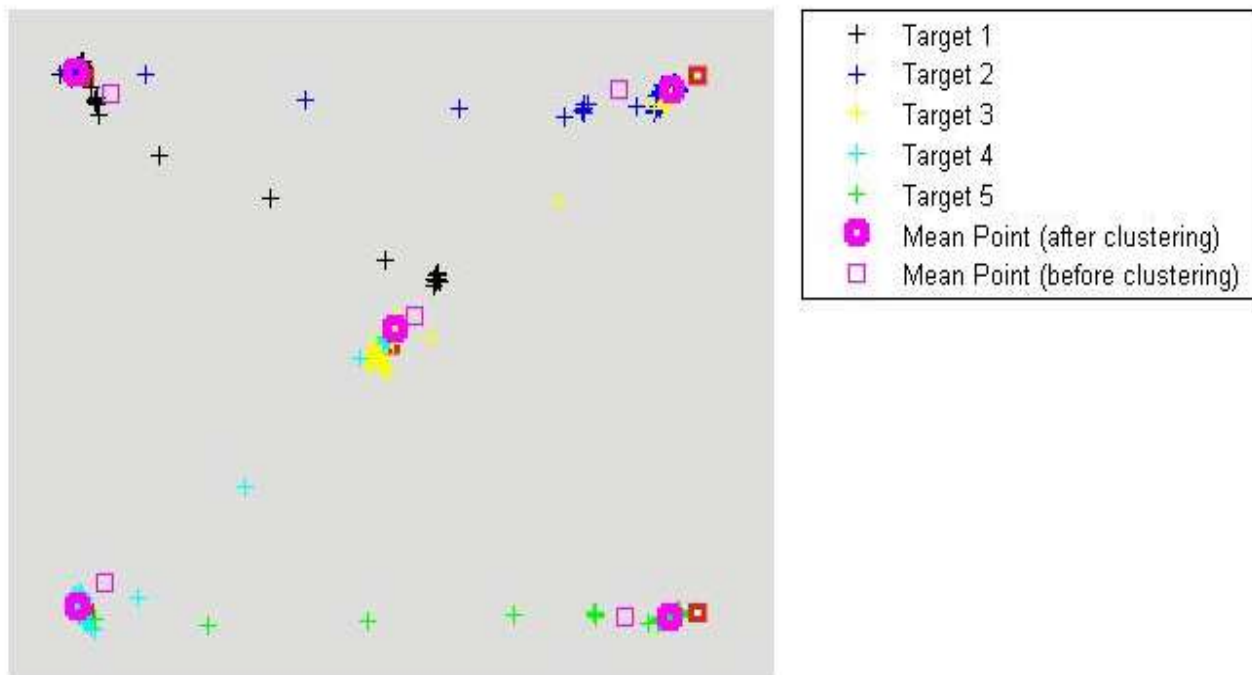 Target 1
Target 2
Target 3
Target 4
Target 5
Mean Point (after clustering)
Mean Point (before clustering)